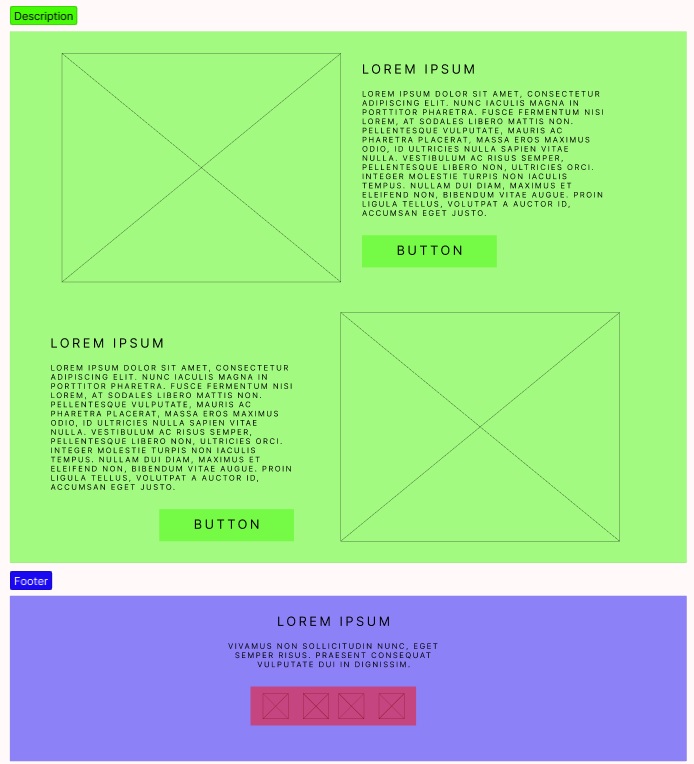 Description
LOREM IPSUM
LOREM IPSUM DOLOR SIT AMET, CONSECTETUR
ADIPISCING ELIT. NUNC IACULIS MAGNA IN
PORTTITOR PHARETRA. FUSCE FERMENTUM NISI
LOREM, AT SODALES LIBERO MATTIS NON.
PELLENTESQUE VULPUTATE, MAURIS AC
PHARETRA PLACERAT, MASSA EROS MAXIMUS
ODIO, ID ULTRICIES NULLA SAPIEN VITAE
NULLA. VESTIBULUM AC RISUS SEMPER,
PELLENTESQUE LIBERO NON, ULTRICIES ORCI.
INTEGER MOLESTIE TURPIS NON IACULIS
TEMPUS. NULLAM DUI DIAM, MAXIMUS ET
ELEIFEND NON, BIBENDUM VITAE AUGUE. PROIN
LIGULA TELLUS, VOLUTPAT A AUCTOR ID,
ACCUMSAN EGET JUSTO.
BUTTON
LOREM IPSUM
LOREM IPSUM DOLOR SIT AMET, CONSECTETUR
ADIPISCING ELIT. NUNC IACULIS MAGNA IN
PORTTITOR PHARETRA. FUSCE FERMENTUM NISI
LOREM, AT SODALES LIBERO MATTIS NON.
PELLENTESQUE VULPUTATE, MAURIS AC
PHARETRA PLACERAT, MASSA EROS MAXIMUS
ODIO, ID ULTRICIES NULLA SAPIEN VITAE
NULLA. VESTIBULUM AC RISUS SEMPER,
PELLENTESQUE LIBERO NON, ULTRICIES ORCI.
INTEGER MOLESTIE TURPIS NON IACULIS
TEMPUS. NULLAM DUI DIAM, MAXIMUS ET
ELEIFEND NON, BIBENDUM VITAE AUGUE. PROIN
LIGULA TELLUS, VOLUTPAT A AUCTOR ID,
ACCUMSAN EGET JUSTO.
BUTTON
Footer
LOREM IPSUM
VIVAMUS NON SOLLICITUDIN NUNC, EGET
SEMPER RISUS. PRAESENT CONSEQUAT
VULPUTATE DUI IN DIGNISSIM.